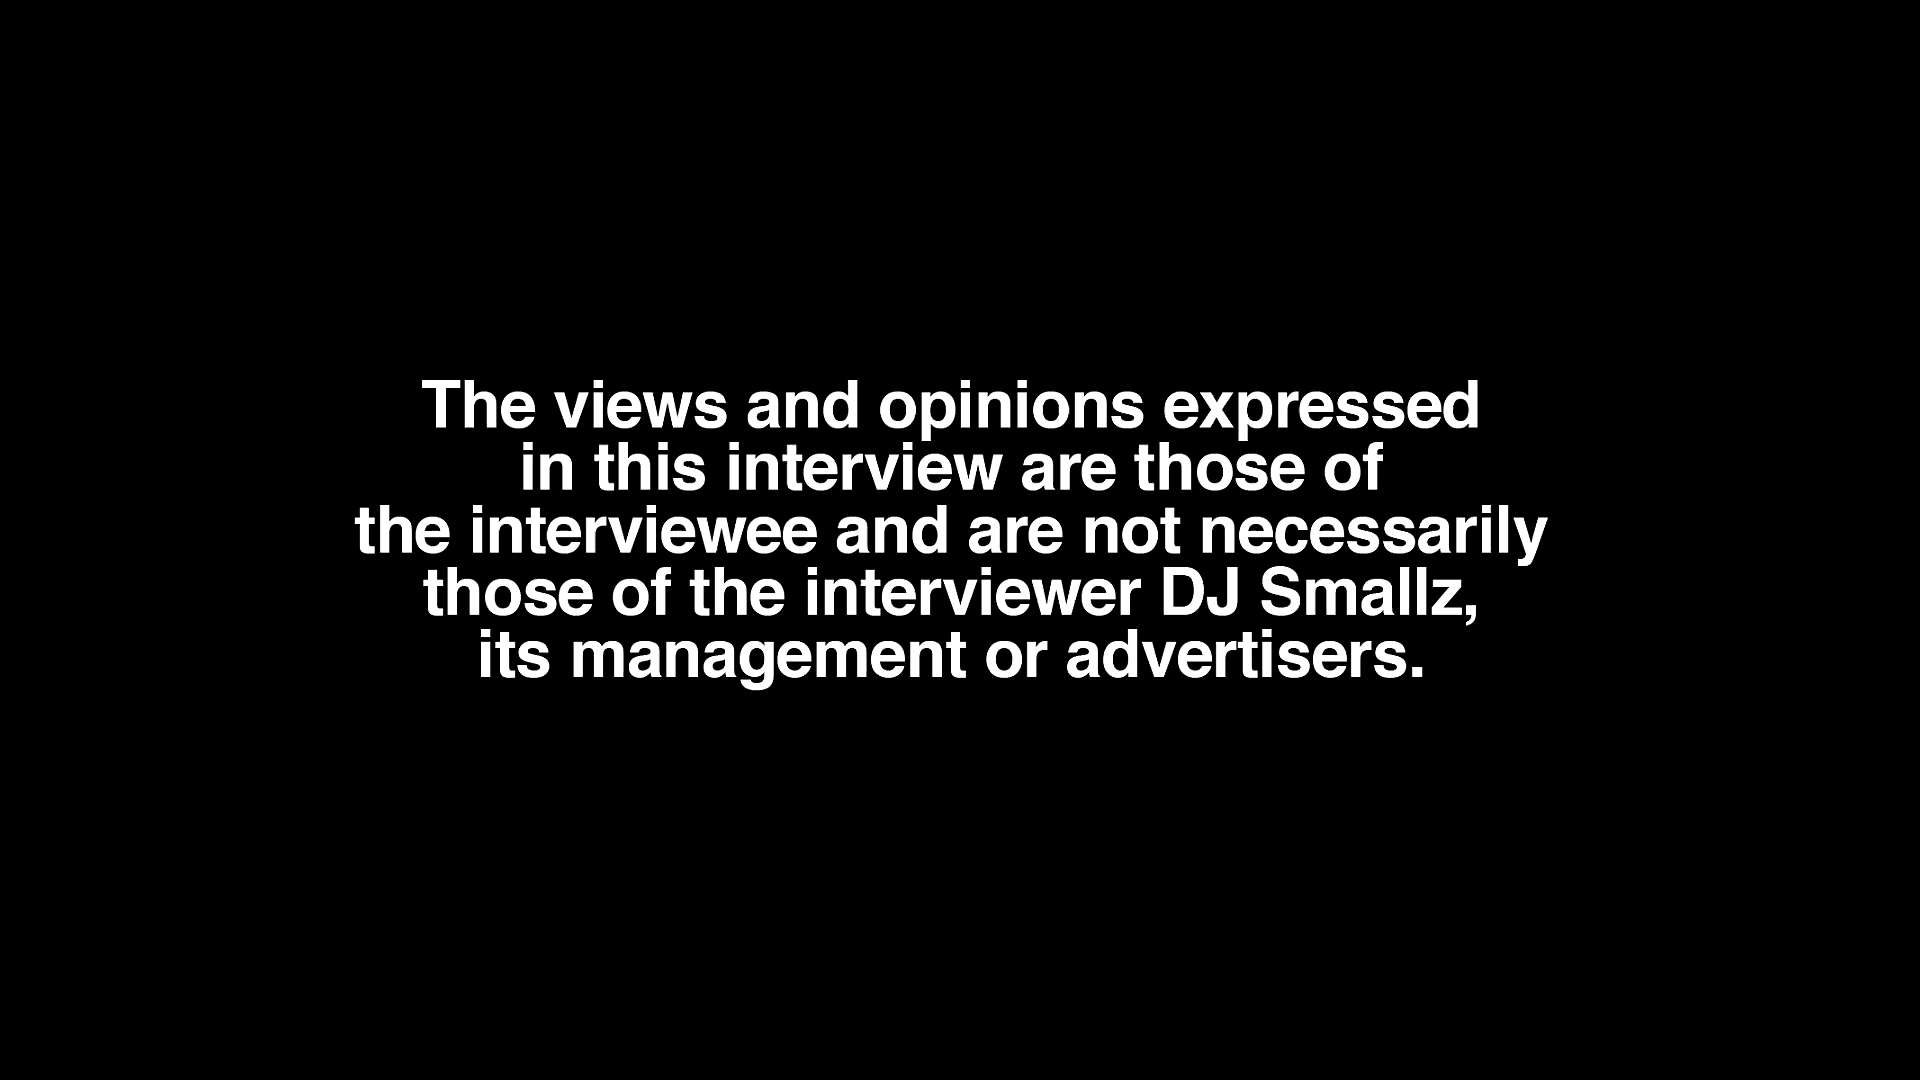 The views and opinions expressed
in this interview are those of
the interviewee and are not necessarily
those of the interviewer DJ Smallz,
its management or advertisers.